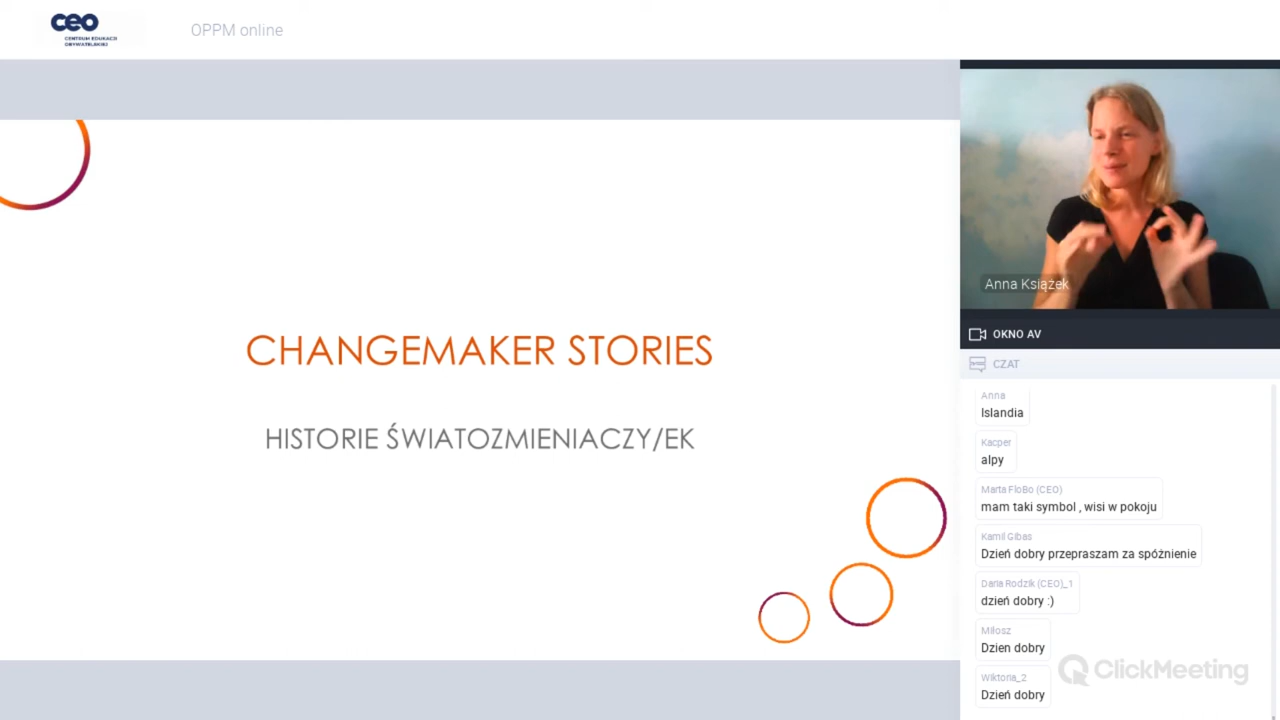 ceo
CENTRUM EDUKACJI
OBYWATELSKIEJ
OPPM online
CHANGEMAKER STORIES
HISTORIE ŚWIATOZMIENIACZY/EK
Anna Książek
OKNO AV
CZAT
Anna
Islandia
Kacper
alpy
Marta FloBo (CEO)
mam taki symbol , wisi w pokoju
Kamil Gibas
Dzień dobry przepraszam za spóżnienie
Daria Rodzik (CEO)_1
dzień dobry :)
Miłosz
Dzien dobry
Wiktoria_2
Dzień dobry
ClickMeeting